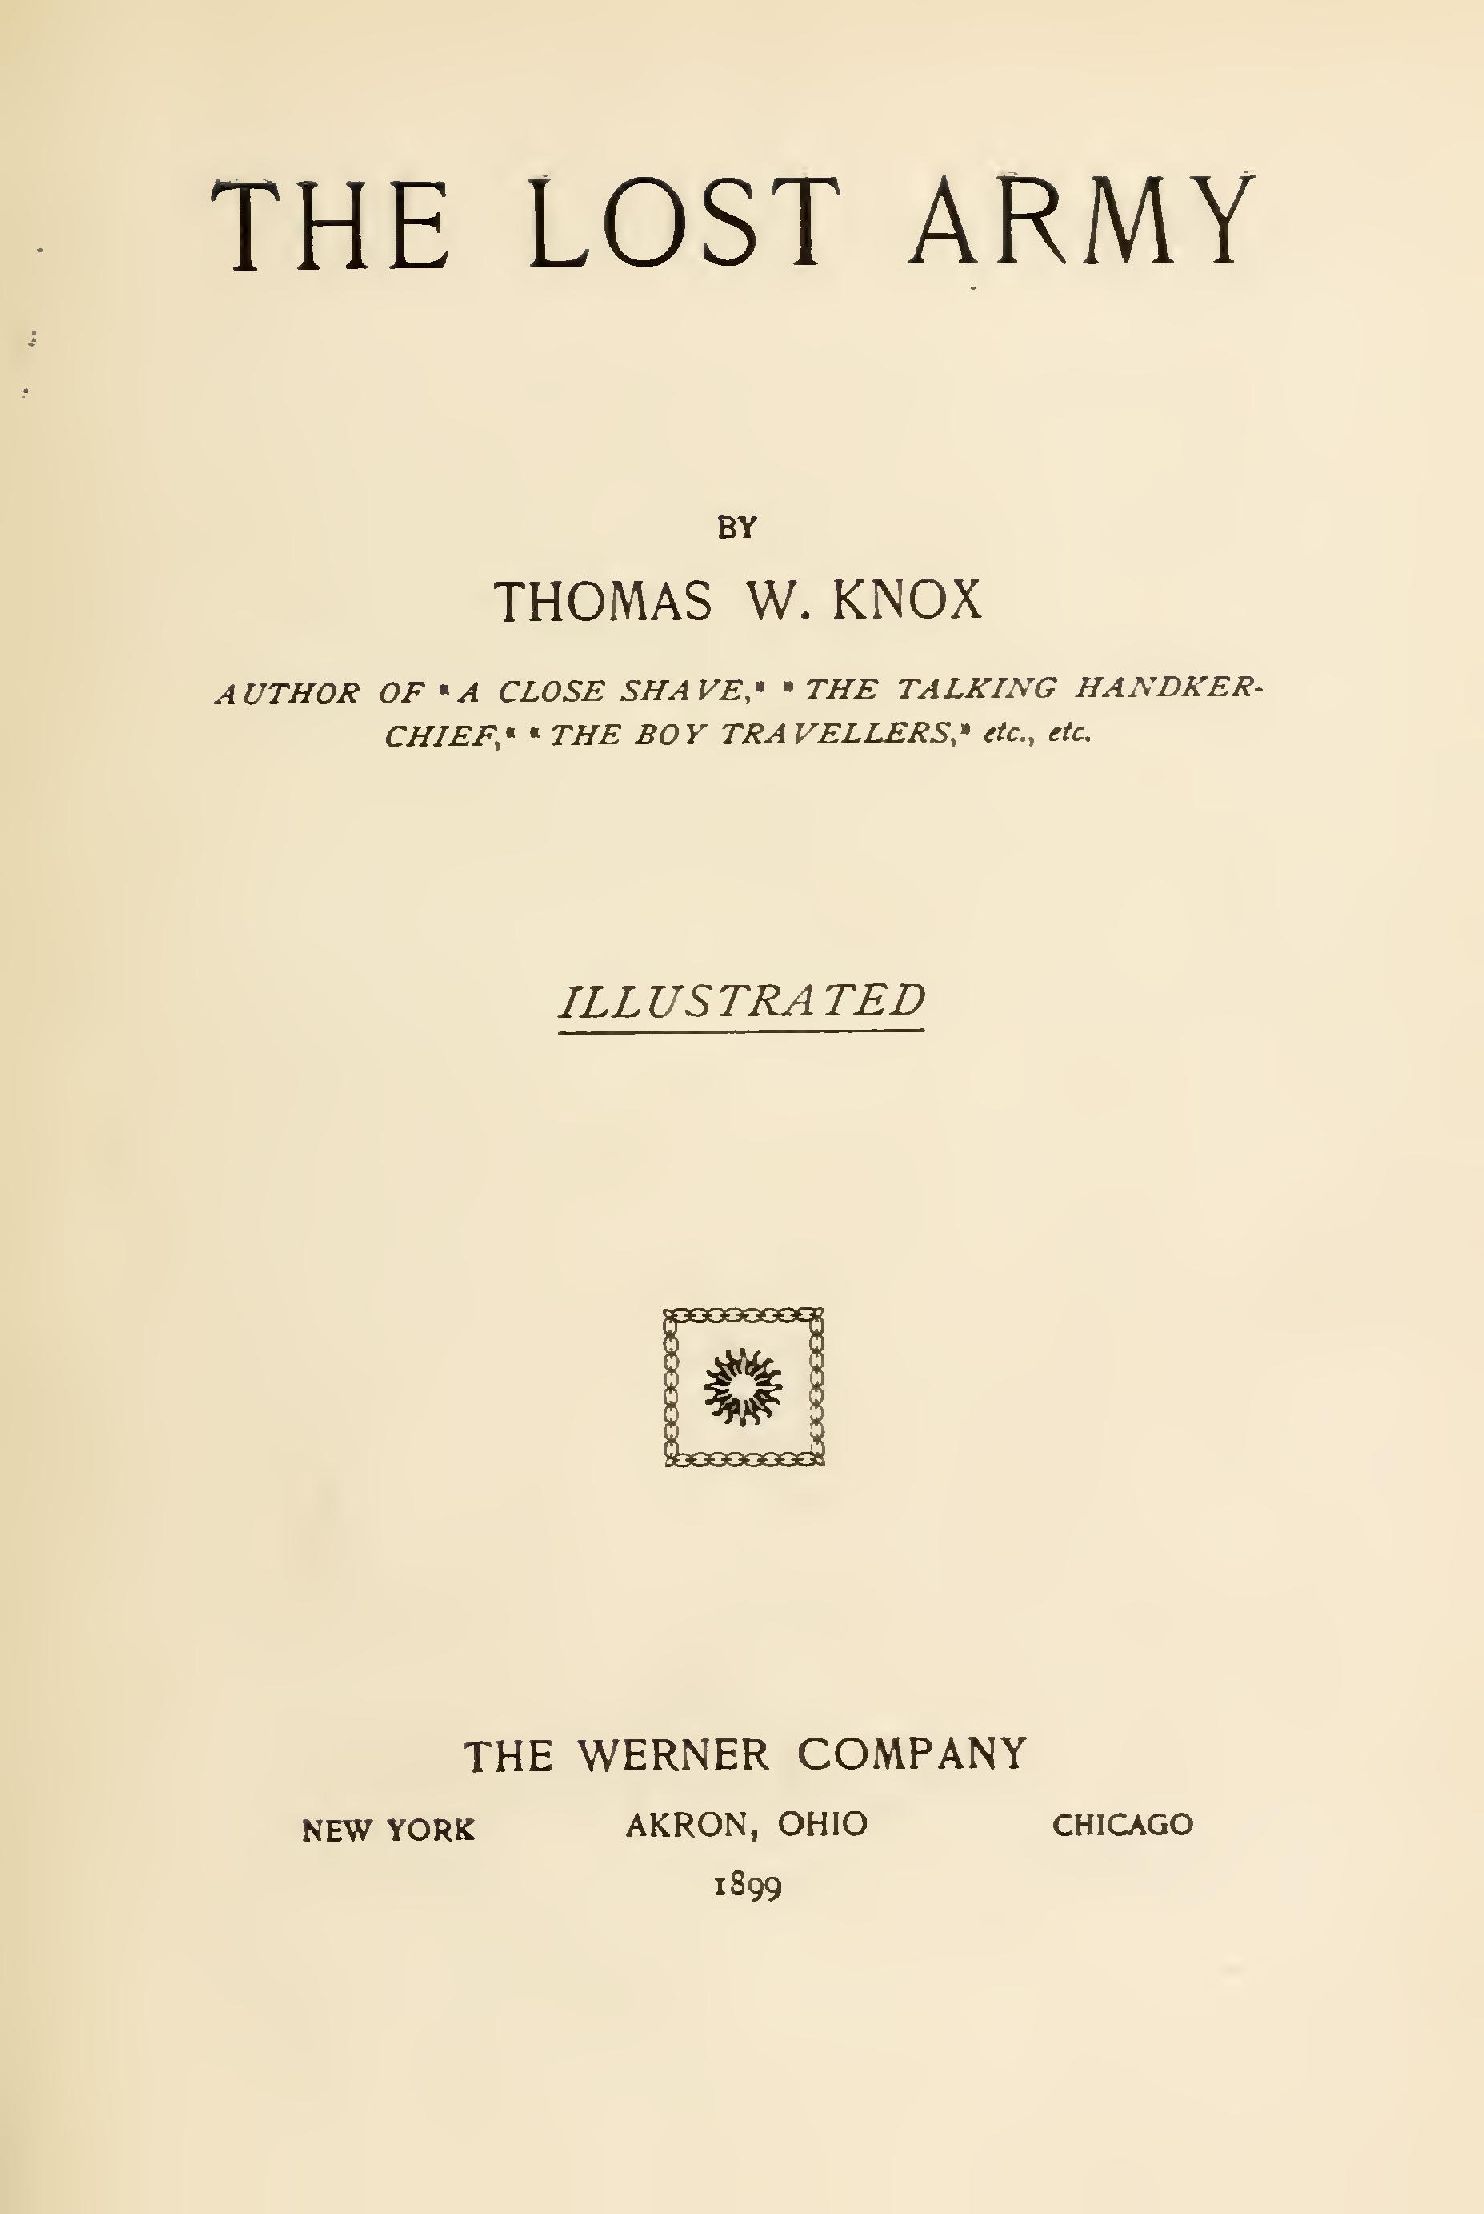 THE LOST ARMY
BY
THOMAS W. KNOX
AUTHOR OF "A CLOSE SHAVE," "THE TALKING HANDKER-
CHIEF," "THE BOY TRAVELLERS," etc., etc.
ILLUSTRATED
THE WERNER COMPANY
NEW YORK AKRON, OHIO CHICAGO
1899